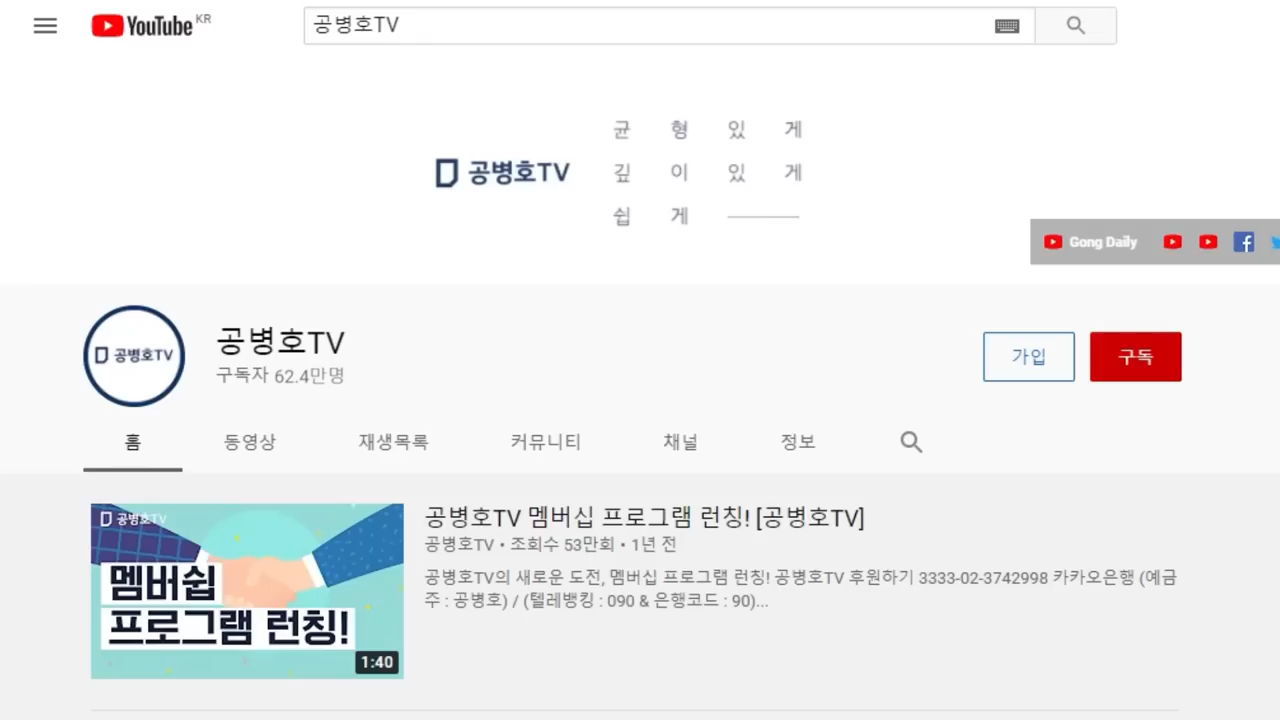 YouTube KR
공병호TV
균 형 있 게
공병호TV
깊 이 있 게
쉽 게
Gong Daily
공병호TV
공병호TV
구독자 62.4만명
가입
구독
홈
동영상
재생목록
커뮤니티
채널
정보
공병호TV
멤버쉽
프로그램 런칭!
1:40
공병호TV 멤버십 프로그램 런칭! [공병호TV]
공병호TV • 조회수 53만회 • 1년 전
공병호TV의 새로운 도전, 멤버십 프로그램 런칭! 공병호TV 후원하기 3333-02-3742998 카카오은행 (예금
주 : 공병호) / (텔레뱅킹 : 090 & 은행코드 : 90)...